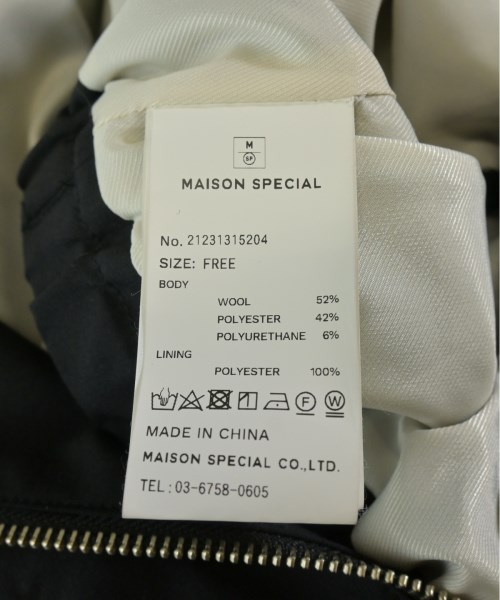 M
SP
MAISON SPECIAL
No. 21231315204
SIZE: FREE
BODY
WOOL 52%
POLYESTER 42%
POLYURETHANE 6%
LINING
POLYESTER 100%
F W
MADE IN CHINA
MAISON SPECIAL CO.,LTD.
TEL:03-6758-0605